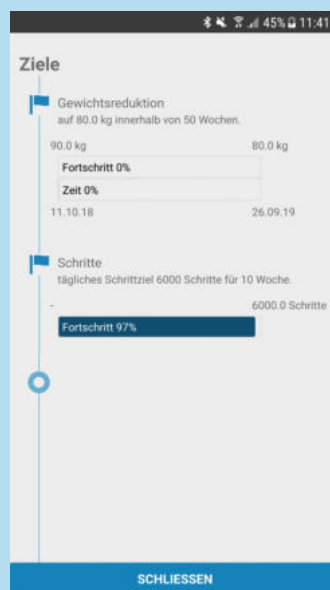 45% 11:41
Ziele
Gewichtsreduktion
auf 80.0 kg innerhalb von 50 Wochen.
90.0 kg 80.0 kg
Fortschritt 0%
Zeit 0%
11.10.18 26.09.19
Schritte
tägliches Schrittziel 6000 Schritte für 10 Woche.
- 6000.0 Schritte
Fortschritt 97%
SCHLIESSEN